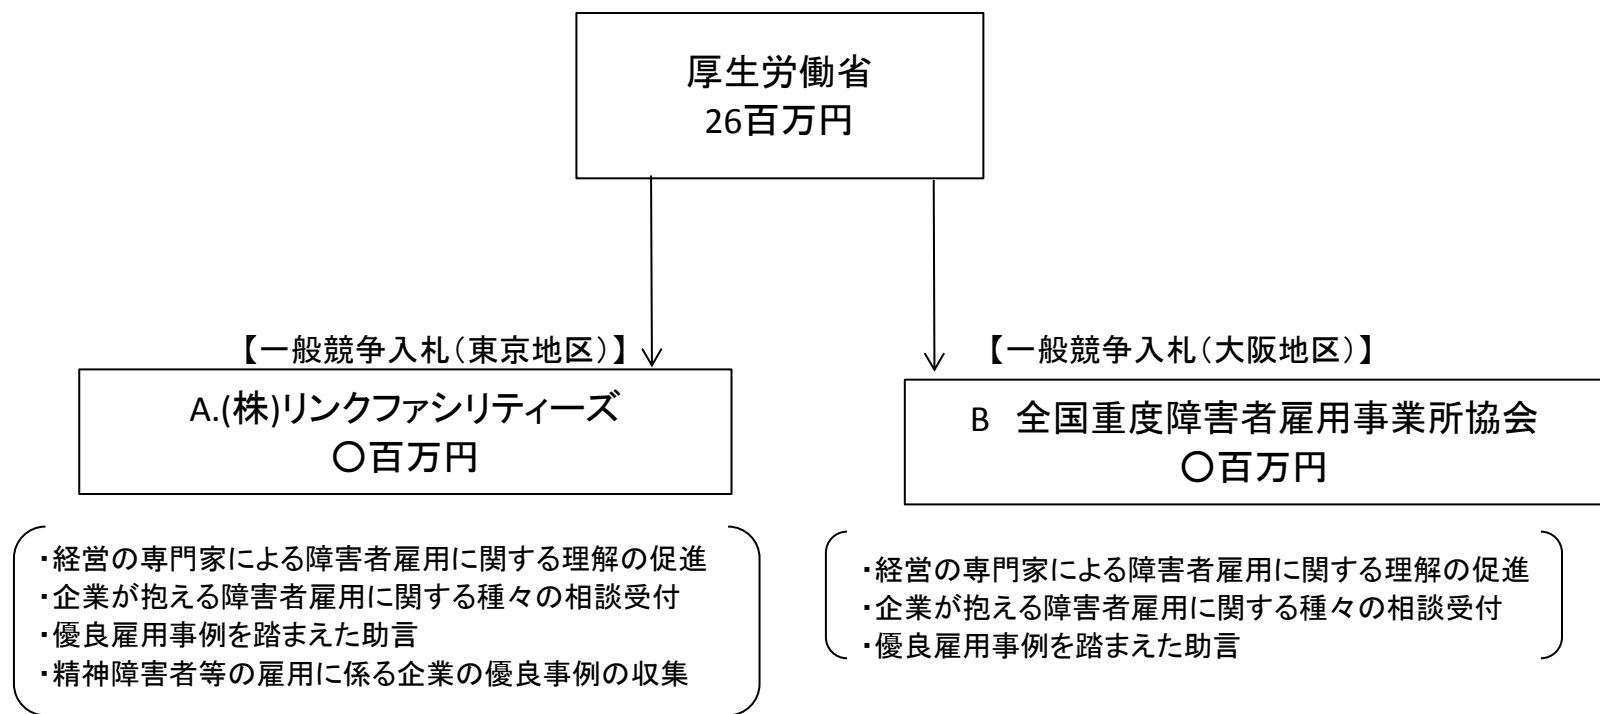 厚生労働省
26百万円
【一般競争入札(東京地区)】
A.(株)リンクファシリティーズ
〇百万円
・経営の専門家による障害者雇用に関する理解の促進
・企業が抱える障害者雇用に関する種々の相談受付
・優良雇用事例を踏まえた助言
・精神障害者等の雇用に係る企業の優良事例の収集
【一般競争入札(大阪地区)】
B　全国重度障害者雇用事業所協会
〇百万円
・経営の専門家による障害者雇用に関する理解の促進
・企業が抱える障害者雇用に関する種々の相談受付
・優良雇用事例を踏まえた助言